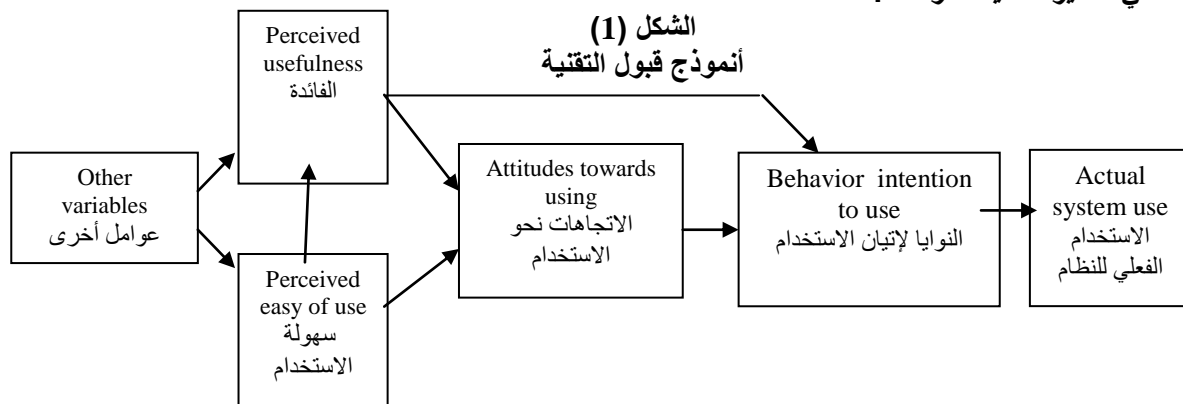 الشكل (1)
أنموذج قبول التقنية
Perceived
usefulness
الفائدة
Other
variables
عوامل أخرى
Perceived
easy of use
سهولة
الاستخدام
Attitudes towards
using
الاتجاهات نحو
الاستخدام
Behavior intention
to use
النوايا لإتيان الاستخدام
Actual
system use
الاستخدام
الفعلي للنظام